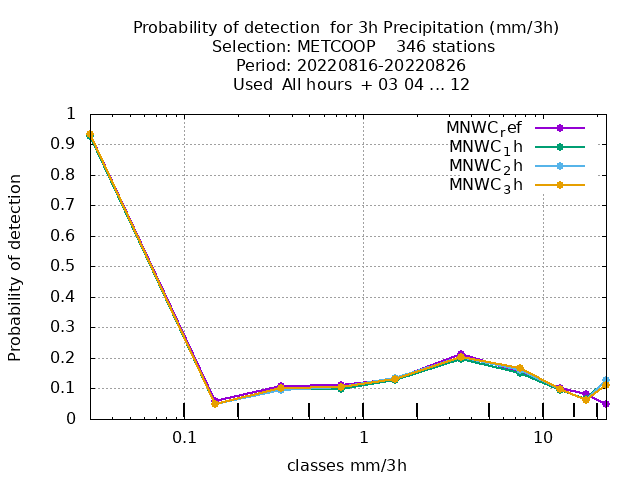 Probability of detection  for 3h Precipitation (mm/3h)
Selection: METCOOP    346 stations
Period: 20220816-20220826
Used  All hours  + 03 04 ... 12
1
0.9
0.8
0.7
0.6
0.5
0.4
0.3
0.2
0.1
0
Probability of detection
MNWC_ref
MNWC_1h
MNWC_2h
MNWC_3h
0.1
1
10
classes mm/3h